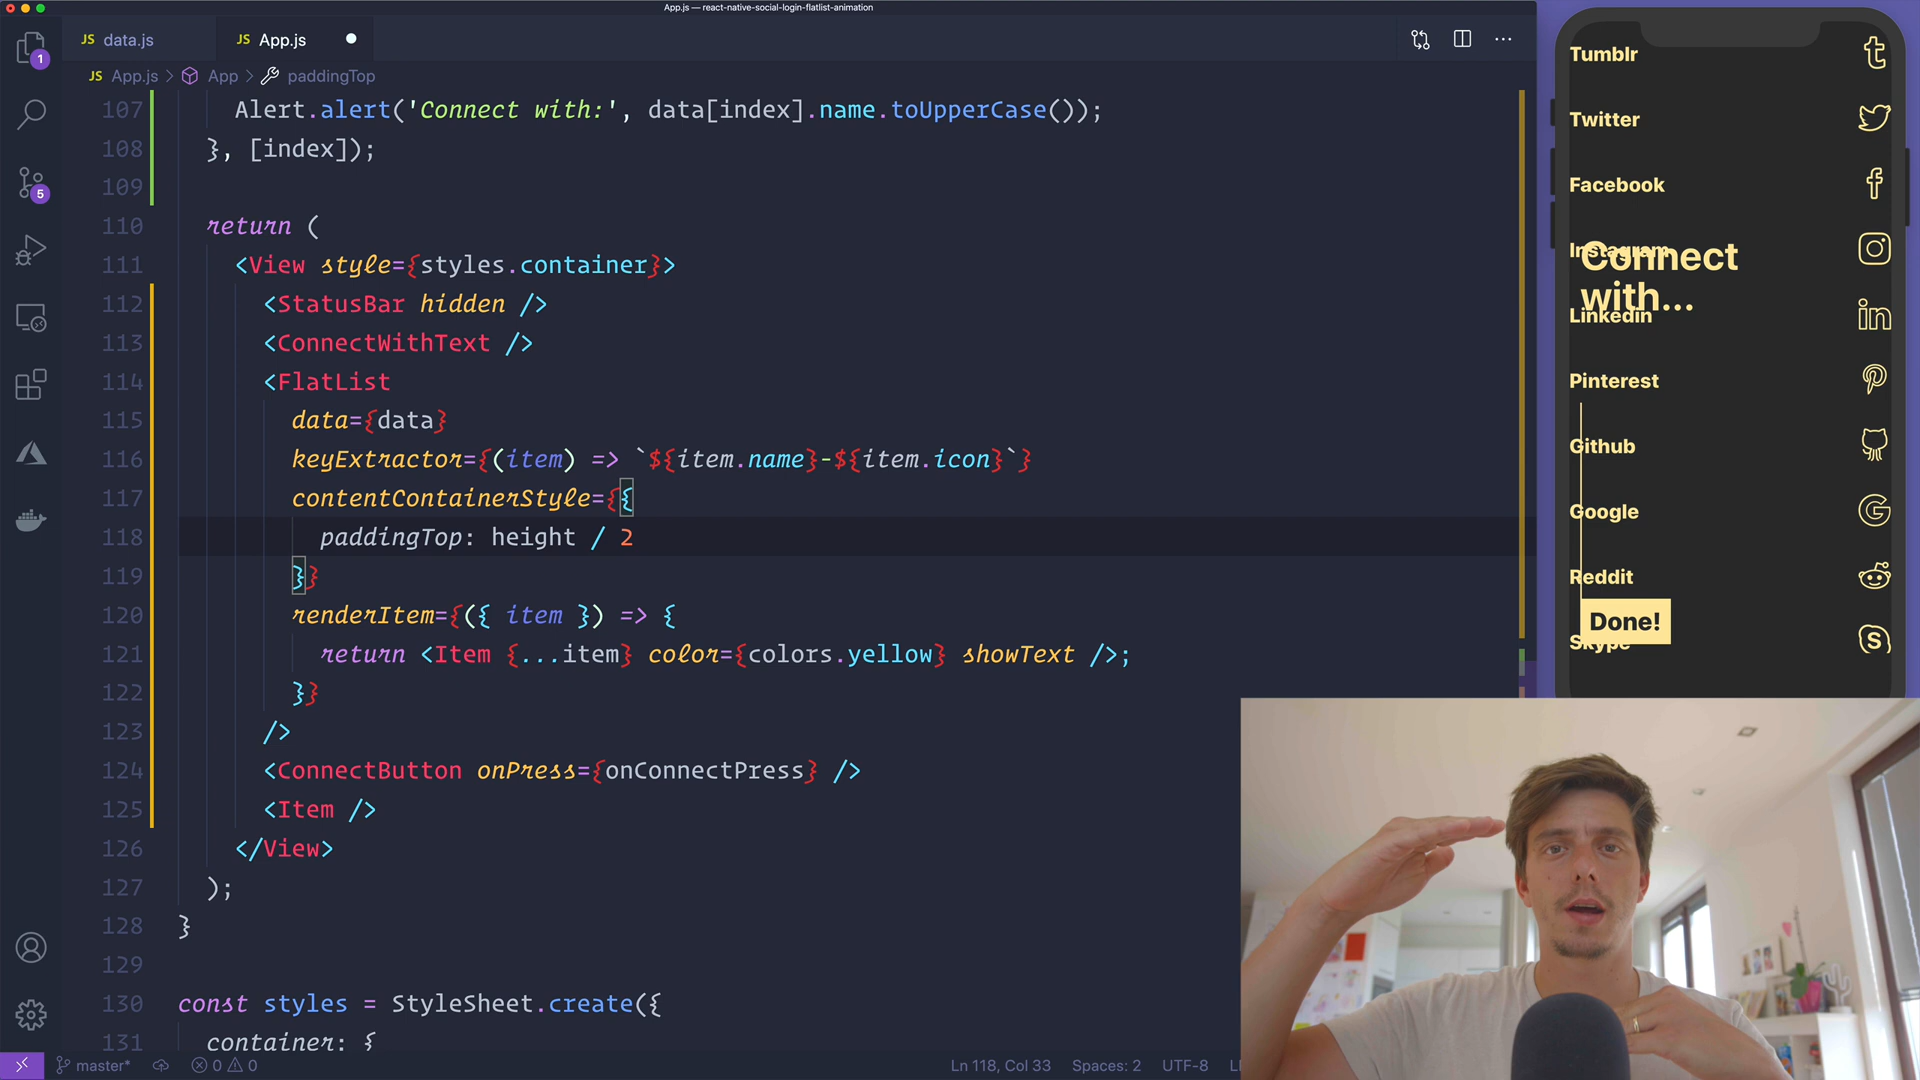 App.js — react-native-social-login-flatlist-animation
JS data.js
JS App.js
JS App.js > App > paddingTop
107 Alert.alert('Connect with:', data[index].name.toUpperCase());
108 }, [index]);
109
110 return (
111 <View style={styles.container}>
112 <StatusBar hidden />
113 <ConnectWithText />
114 <FlatList
115 data={data}
116 keyExtractor={(item) => `${item.name}-${item.icon}`}
117 contentContainerStyle={{
118 paddingTop: height / 2
119 }}
120 renderItem={({ item }) => {
121 return <Item {...item} color={colors.yellow} showText />;
122 }}
123 />
124 <ConnectButton onPress={onConnectPress} />
125 <Item />
126 </View>
127 );
128 }
129
130 const styles = StyleSheet.create({
131 container: {
1
5
master* 0 0 Ln 118, Col 33 Spaces: 2 UTF-8
Tumblr
Twitter
Facebook
Instagram
Connect
with...
Linkedin
Pinterest
Github
Google
Reddit
Done!
Skype